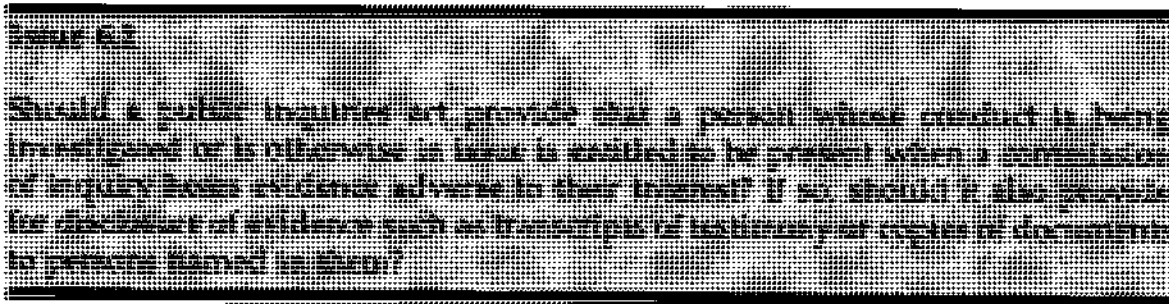 Issue 63
Should a public inquiries act provide that a person whose conduct is being
investigated or is otherwise in issue is entitled to be present when a commission
of inquiry hears evidence adverse to their interest? If so, should it also provide
for disclosure of evidence such as transcripts of testimony or copies of documents
to persons named in them?